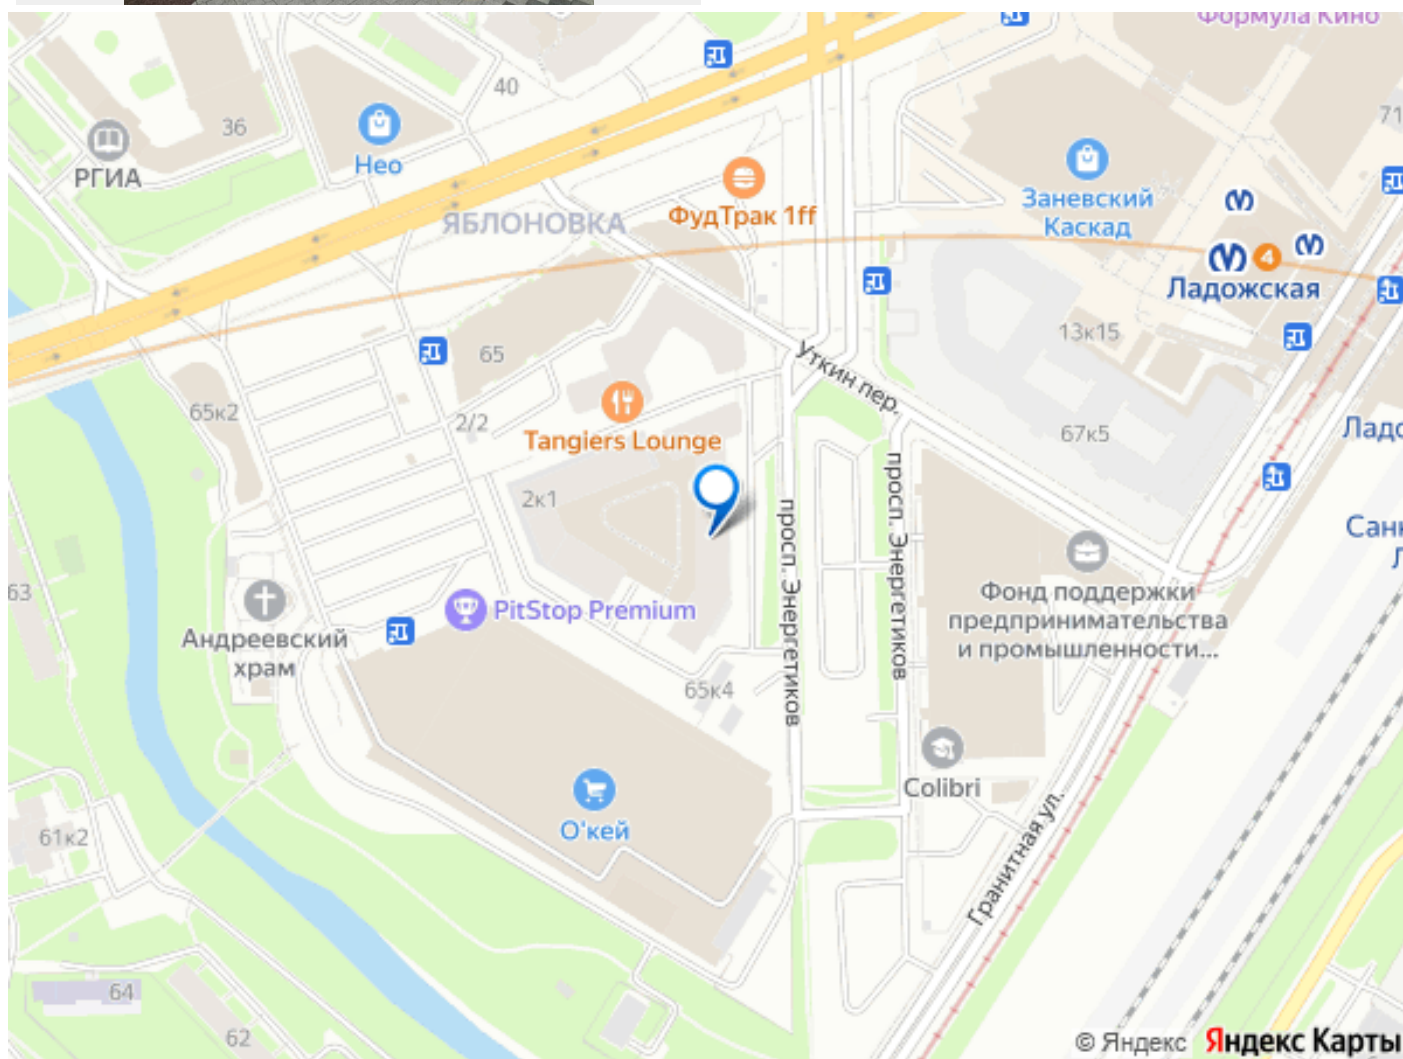 Формула Кино
40
36
71
Нео
РГИА
ФудТрак 1ff
Заневский
Каскад
ЯБЛОНОВКА
4
Ладожская
13к15
Уткин пер.
65
65к2
2/2
Tangiers Lounge
67к5
2к1
просп. Энергетиков
просп. Энергетиков
63
PitStop Premium
Андреевский
храм
Фонд поддержки
предпринимательства
и промышленности...
65к4
Colibri
О'кей
61к2
Гранитная ул.
64
62
© Яндекс Яндекс Карты